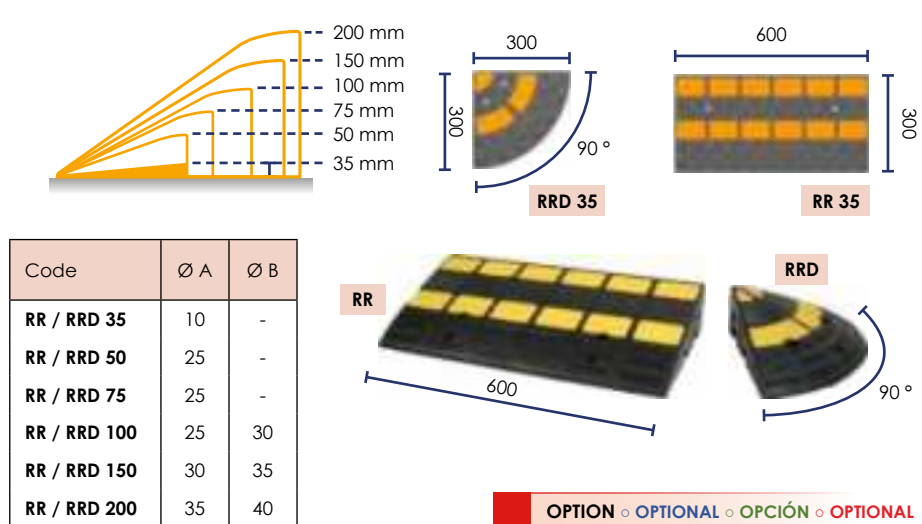 200 mm
150 mm
100 mm
75 mm
50 mm
35 mm
300
300
90 º
RRD 35
600
300
RR 35
Code Ø A Ø B
RR / RRD 35 10 -
RR / RRD 50 25 -
RR / RRD 75 25 -
RR / RRD 100 25 30
RR / RRD 150 30 35
RR / RRD 200 35 40
RR
600
RRD
90 º
OPTION ○ OPTIONAL ○ OPCIÓN ○ OPTIONAL